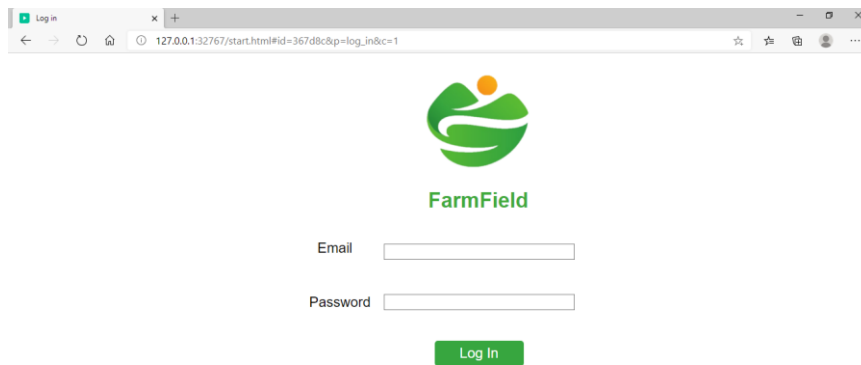 Log in
127.0.0.1:32767/start.html#id=367d8c&p=log_in&c=1
FarmField
Email
Password
Log In